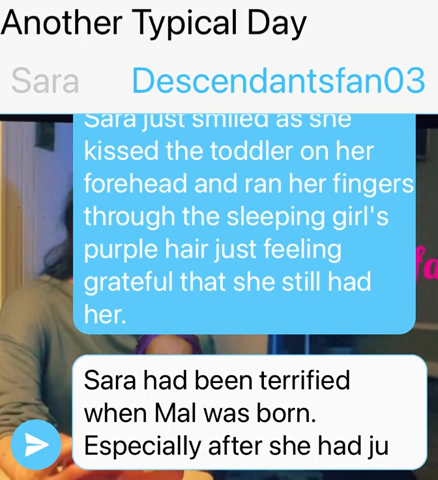 Another Typical Day
Sara Descendantsfan03
Sara just smiled as she
kissed the toddler on her
forehead and ran her fingers
through the sleeping girl's
purple hair just feeling
grateful that she still had
her.
fa
Sara had been terrified
when Mal was born.
Especially after she had ju